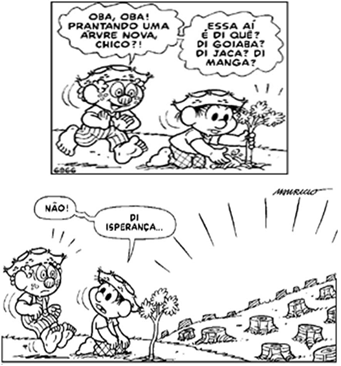 OBA, OBA!
PRANTANDO UMA
ARVRE NOVA,
CHICO?!
ESSA AÍ
É DI QUÊ?
DI GOIABA?
DI JACA? DI
MANGA?
6966
MAURICIO
NÃO!
DI
ISPERANÇA...